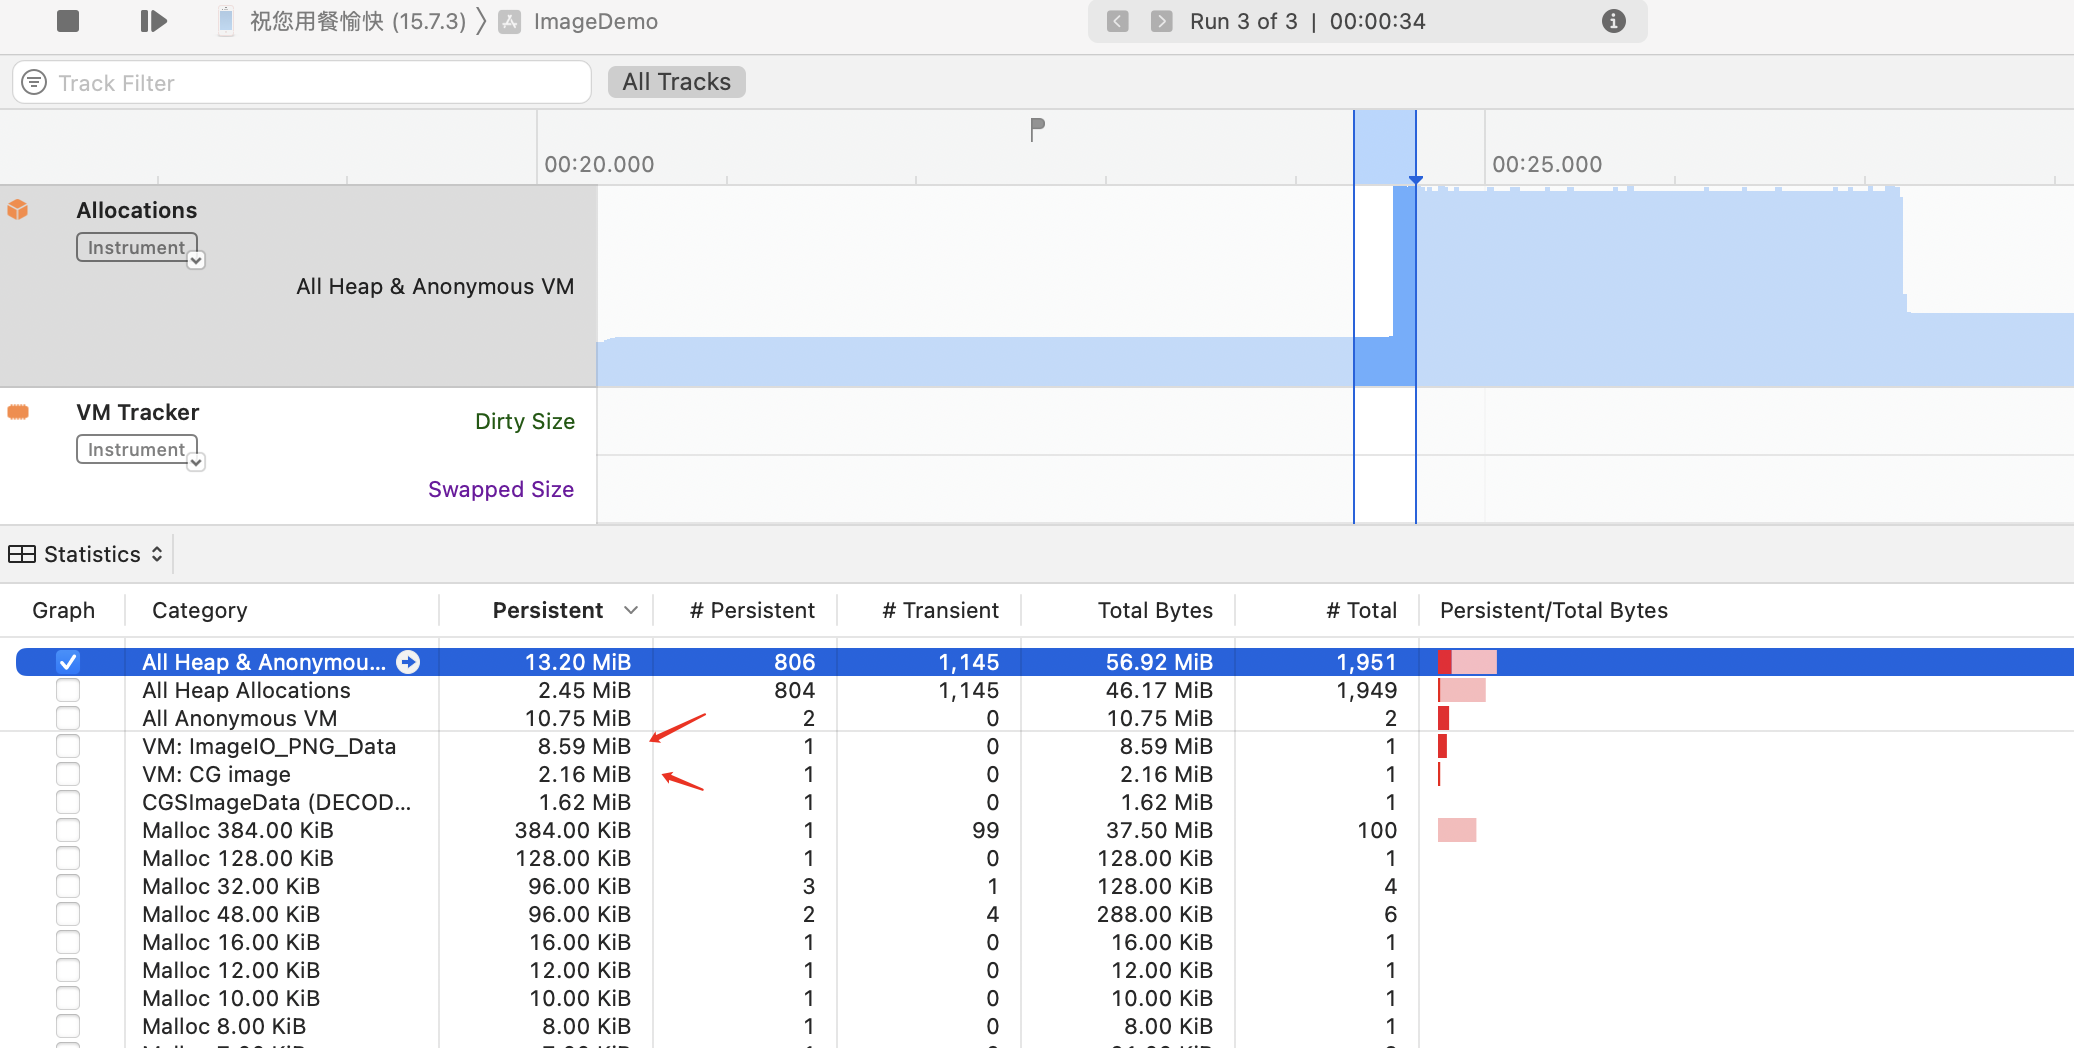 祝您用餐愉快 (15.7.3) 〉 ImageDemo
Run 3 of 3 | 00:00:34
Track Filter
All Tracks
00:20.000
00:25.000
Allocations
Instrument
All Heap & Anonymous VM
VM Tracker
Instrument
Dirty Size
Swapped Size
Statistics
Graph Category Persistent # Persistent # Transient Total Bytes # Total Persistent/Total Bytes
All Heap & Anonymou... 13.20 MiB 806 1,145 56.92 MiB 1,951
All Heap Allocations 2.45 MiB 804 1,145 46.17 MiB 1,949
All Anonymous VM 10.75 MiB 2 0 10.75 MiB 2
VM: ImageIO_PNG_Data 8.59 MiB 1 0 8.59 MiB 1
VM: CG image 2.16 MiB 1 0 2.16 MiB 1
CGSImageData (DECOD... 1.62 MiB 1 0 1.62 MiB 1
Malloc 384.00 KiB 384.00 KiB 1 99 37.50 MiB 100
Malloc 128.00 KiB 128.00 KiB 1 0 128.00 KiB 1
Malloc 32.00 KiB 96.00 KiB 3 1 128.00 KiB 4
Malloc 48.00 KiB 96.00 KiB 2 4 288.00 KiB 6
Malloc 16.00 KiB 16.00 KiB 1 0 16.00 KiB 1
Malloc 12.00 KiB 12.00 KiB 1 0 12.00 KiB 1
Malloc 10.00 KiB 10.00 KiB 1 0 10.00 KiB 1
Malloc 8.00 KiB 8.00 KiB 1 0 8.00 KiB 1